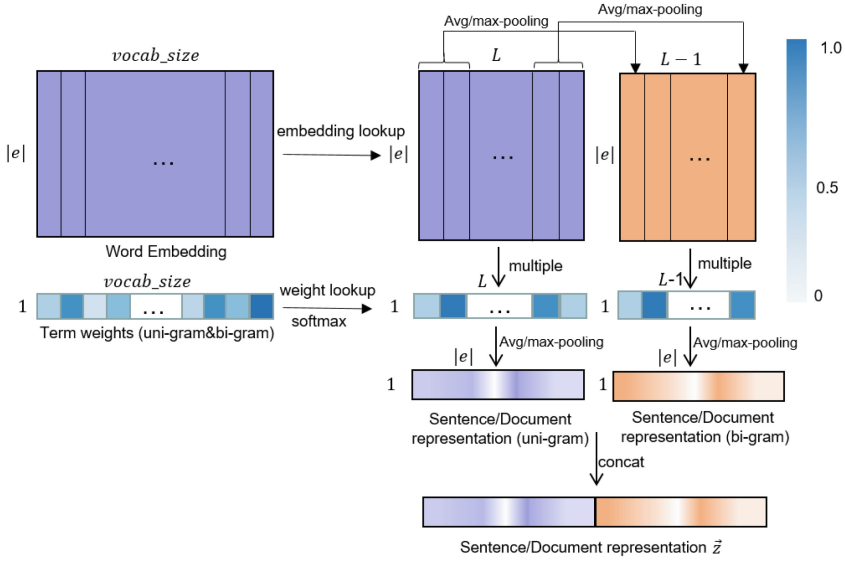 Avg/max-pooling
Avg/max-pooling
vocab_size
L
L − 1
1.0
embedding lookup
|e|
...
|e|
...
|e|
...
0.5
Word Embedding
vocab_size
weight lookup
multiple
multiple
L
L-1
0
1
...
softmax
1
...
1
...
Term weights (uni-gram&bi-gram)
Avg/max-pooling
Avg/max-pooling
|e|
|e|
1
1
Sentence/Document
representation (uni-gram)
Sentence/Document
representation (bi-gram)
concat
Sentence/Document representation z⃗